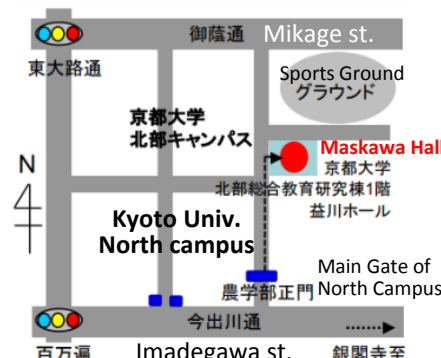 御蔭通 Mikage st.
東大路通
Sports Ground
グラウンド
京都大学
北部キャンパス
Maskawa Hall
京都大学
北部総合教育研究棟1階
益川ホール
N
Kyoto Univ.
North campus
Main Gate of
North Campus
農学部正門
今出川通
百万遍
Imadegawa st.
銀閣寺至